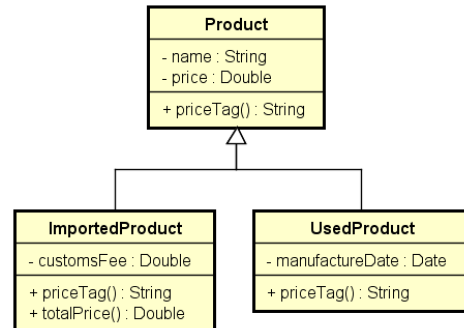 Product
- name : String
- price : Double
+ priceTag() : String
ImportedProduct
- customsFee : Double
+ priceTag() : String
+ totalPrice() : Double
UsedProduct
- manufactureDate : Date
+ priceTag() : String